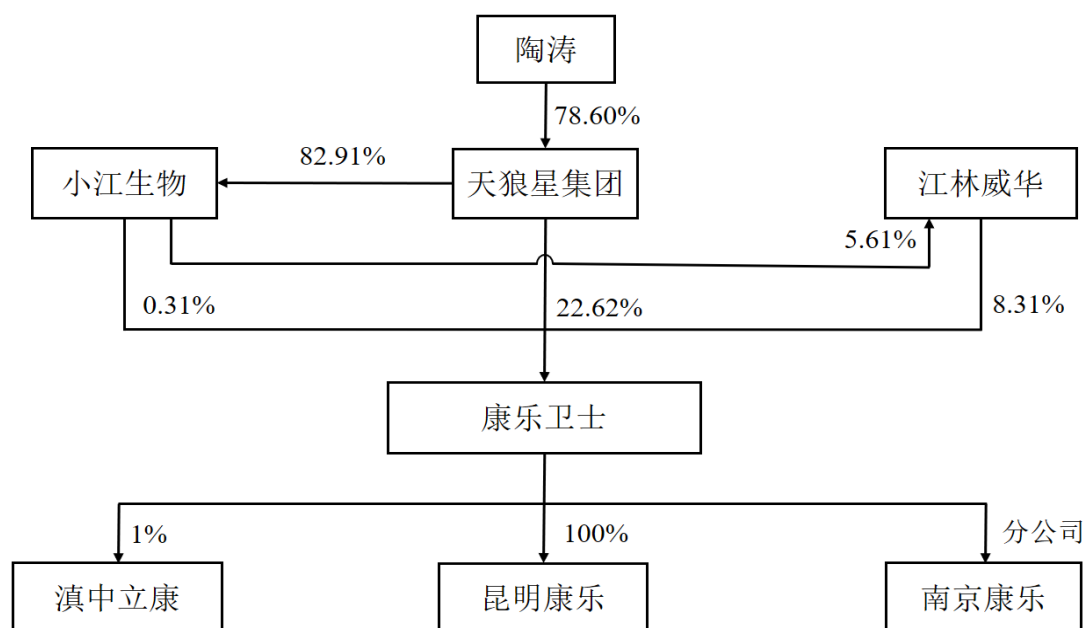 陶涛
78.60%
82.91%
小江生物
天狼星集团
江林威华
5.61%
0.31%
22.62%
8.31%
康乐卫士
1%
100%
分公司
滇中立康
昆明康乐
南京康乐